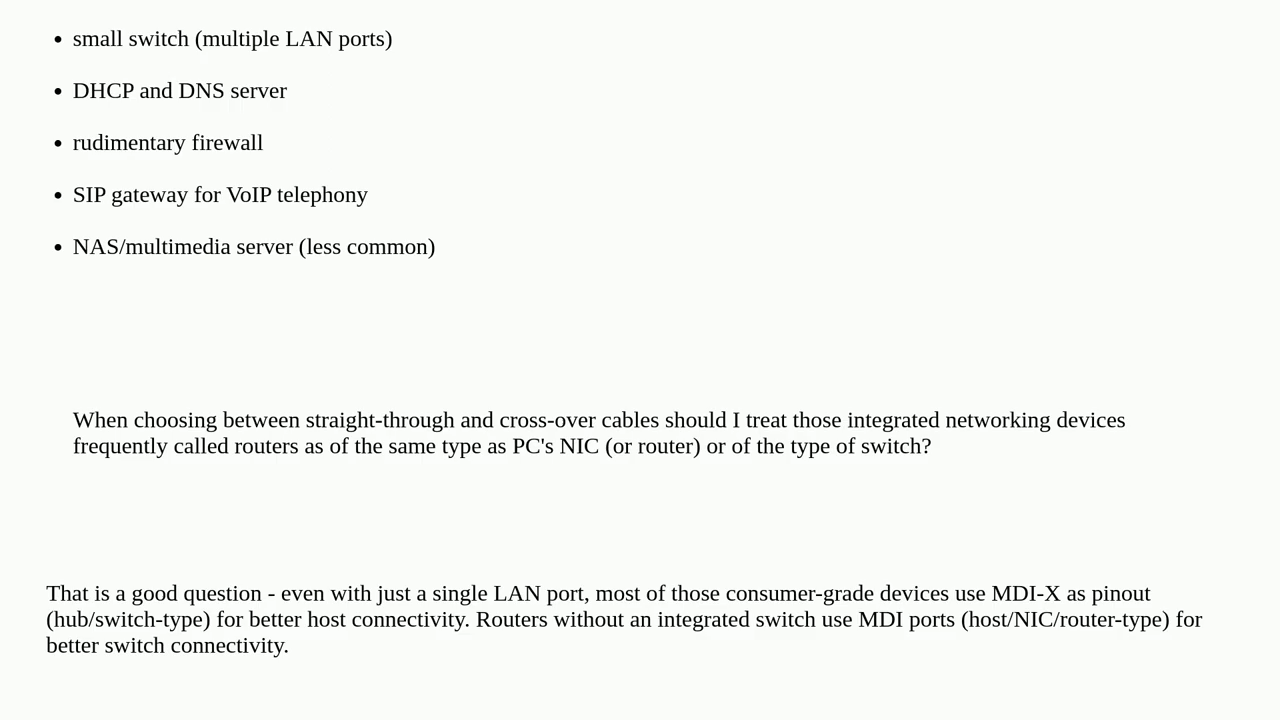 • small switch (multiple LAN ports)
• DHCP and DNS server
• rudimentary firewall
• SIP gateway for VoIP telephony
• NAS/multimedia server (less common)
When choosing between straight-through and cross-over cables should I treat those integrated networking devices
frequently called routers as of the same type as PC's NIC (or router) or of the type of switch?
That is a good question - even with just a single LAN port, most of those consumer-grade devices use MDI-X as pinout
(hub/switch-type) for better host connectivity. Routers without an integrated switch use MDI ports (host/NIC/router-type) for
better switch connectivity.